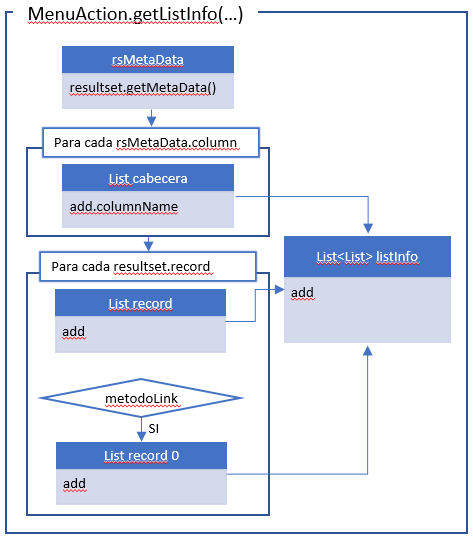 MenuAction.getListInfo(…)
rsMetaData
resultset.getMetaData()
Para cada rsMetaData.column
List cabecera
add.columnName
Para cada resultset.record
List<List> listInfo
add
List record
add
metodoLink
SI
List record 0
add